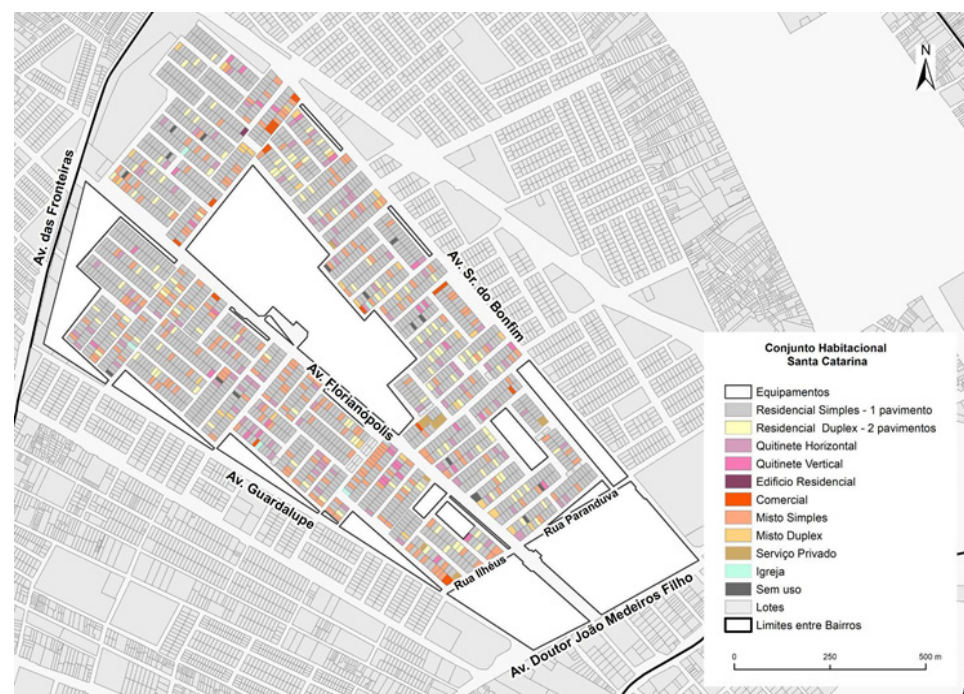 N
Av. das Fronteiras
Av. Sr. do Bonfim
Av. Florianópolis
Av. Guardalupe
Rua Paranduva
Rua Ilhéus
Av. Doutor João Medeiros Filho
Conjunto Habitacional
Santa Catarina
Equipamentos
Residencial Simples - 1 pavimento
Residencial Duplex - 2 pavimentos
Quitinete Horizontal
Quitinete Vertical
Edificio Residencial
Comercial
Misto Simples
Misto Duplex
Serviço Privado
Igreja
Sem uso
Lotes
Limites entre Bairros
0 250 500 m